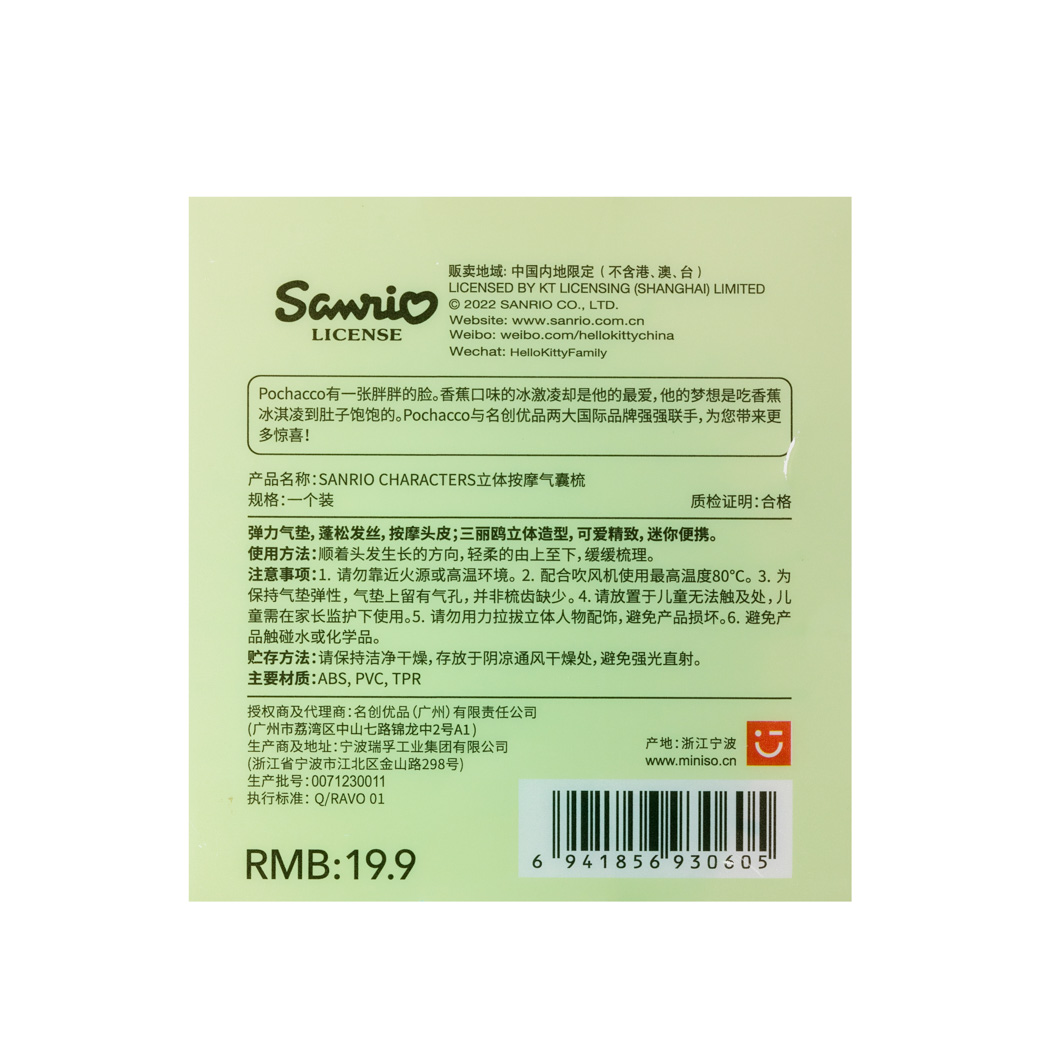 Sanrio
LICENSE
贩卖地域: 中国内地限定 ( 不含港、澳、台 )
LICENSED BY KT LICENSING (SHANGHAI) LIMITED
© 2022 SANRIO CO., LTD.
Website: www.sanrio.com.cn
Weibo: weibo.com/hellokittychina
Wechat: HelloKittyFamily
Pochacco有一张胖胖的脸。香蕉口味的冰激凌却是他的最爱，他的梦想是吃香蕉
冰淇凌到肚子饱饱的。Pochacco与名创优品两大国际品牌强强联手，为您带来更
多惊喜！
产品名称：SANRIO CHARACTERS立体按摩气囊梳
规格：一个装 质检证明：合格
弹力气垫，蓬松发丝，按摩头皮；三丽鸥立体造型，可爱精致，迷你便携。
使用方法：顺着头发生长的方向，轻柔的由上至下，缓缓梳理。
注意事项：1. 请勿靠近火源或高温环境。2. 配合吹风机使用最高温度80℃。3. 为
保持气垫弹性，气垫上留有气孔，并非梳齿缺少。4. 请放置于儿童无法触及处，儿
童需在家长监护下使用。5. 请勿用力拉拔立体人物配饰，避免产品损坏。6. 避免产
品触碰水或化学品。
贮存方法：请保持洁净干燥，存放于阴凉通风干燥处，避免强光直射。
主要材质：ABS, PVC, TPR
授权商及代理商：名创优品（广州）有限责任公司
(广州市荔湾区中山七路锦龙中2号A1)
生产商及地址：宁波瑞孚工业集团有限公司
(浙江省宁波市江北区金山路298号)
生产批号：0071230011
执行标准：Q/RAVO 01
产地：浙江宁波
www.miniso.cn
RMB:19.9
6 941856 930605